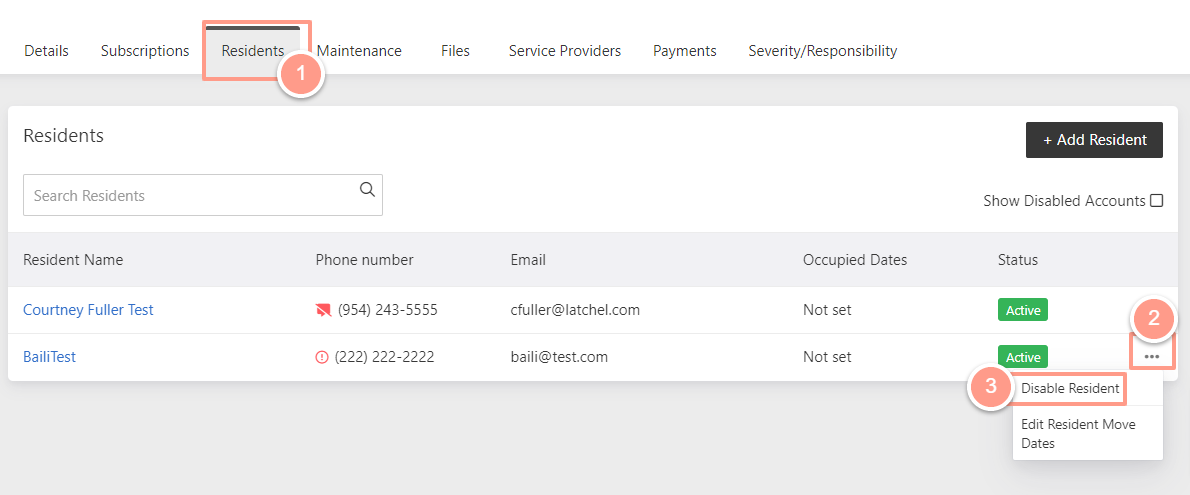 Details Subscriptions Residents Maintenance Files Service Providers Payments Severity/Responsibility
1
Residents
+ Add Resident
Search Residents
Show Disabled Accounts
Resident Name Phone number Email Occupied Dates Status
Courtney Fuller Test (954) 243-5555 cfuller@latchel.com Not set Active
2
BailiTest (222) 222-2222 baili@test.com Not set Active •••
3 Disable Resident
Edit Resident Move
Dates